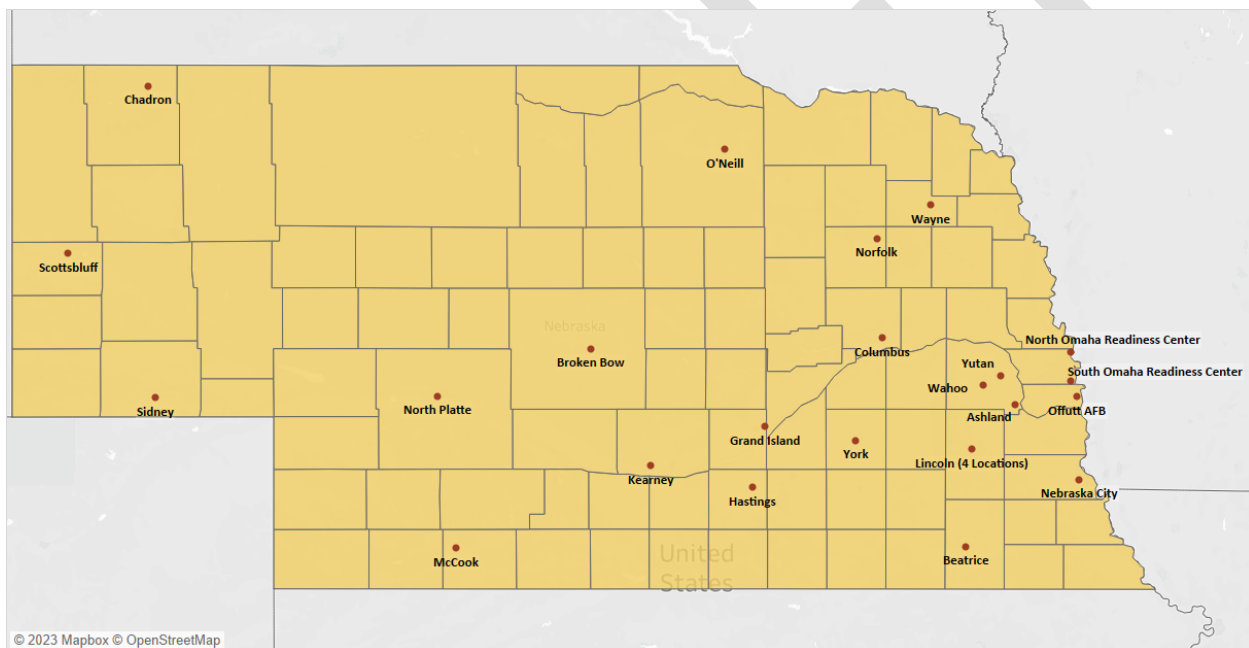 Chadron
O'Neill
Wayne
Norfolk
Scottsbluff
Nebraska
North Omaha Readiness Center
Columbus
Broken Bow
Yutan
South Omaha Readiness Center
Wahoo
Sidney
North Platte
Ashland
Offutt AFB
Grand Island
York
Lincoln (4 Locations)
Kearney
Nebraska City
Hastings
United
States
McCook
Beatrice
© 2023 Mapbox © OpenStreetMap